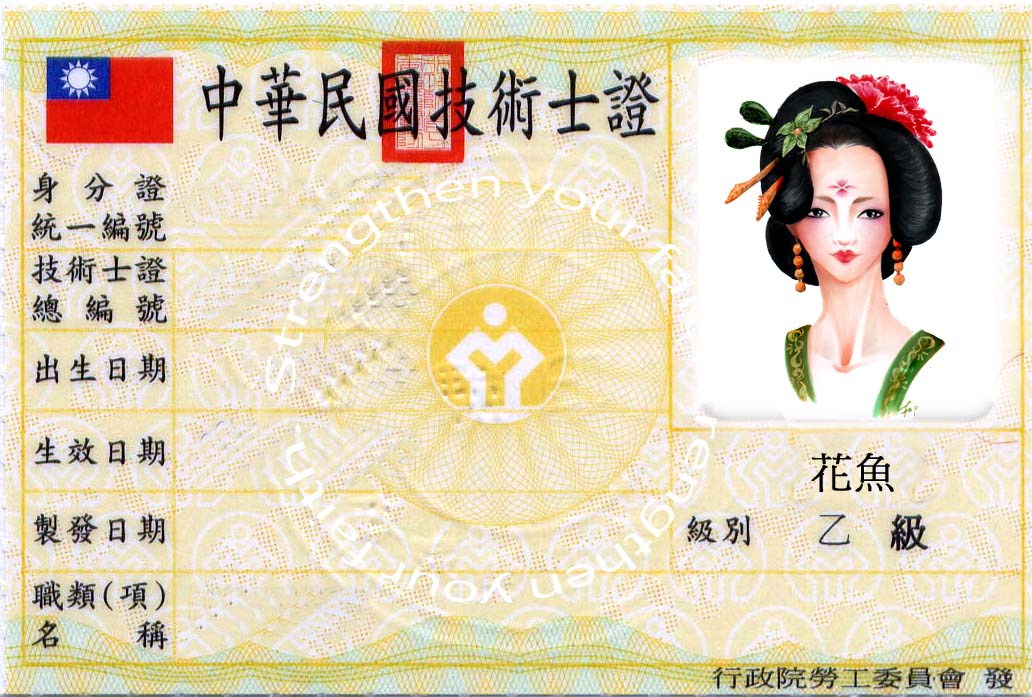 中華民國技術士證
身分證
統一編號
技術士證
總編號
出生日期
生效日期
製發日期
職類(項)
名稱
Strengthen your fa
rengthen your faith.
花魚
級別 乙 級
行政院勞工委員會 發